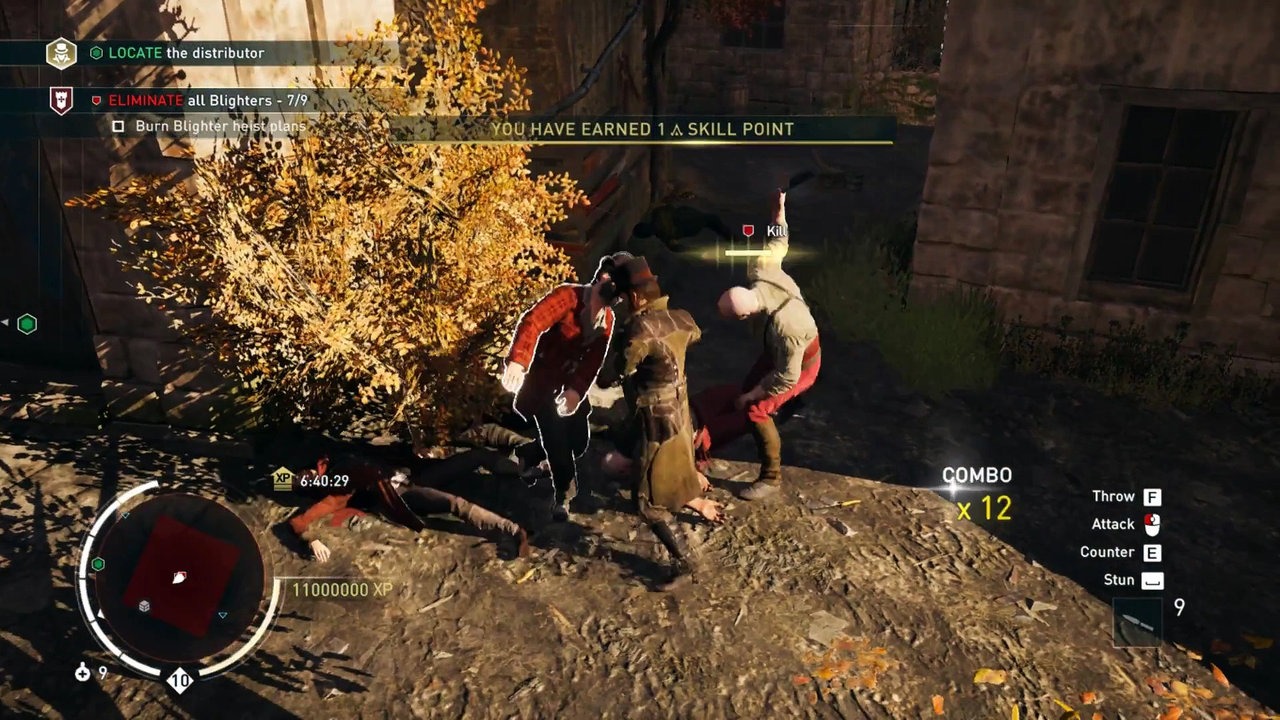 LOCATE the distributor
ELIMINATE all Blighters - 7/9
Burn Blighter heist plans
YOU HAVE EARNED 1 SKILL POINT
Kill
XP 6:40:29
COMBO
x 12
Throw F
Attack
Counter E
Stun
9
11000000 XP
9
10